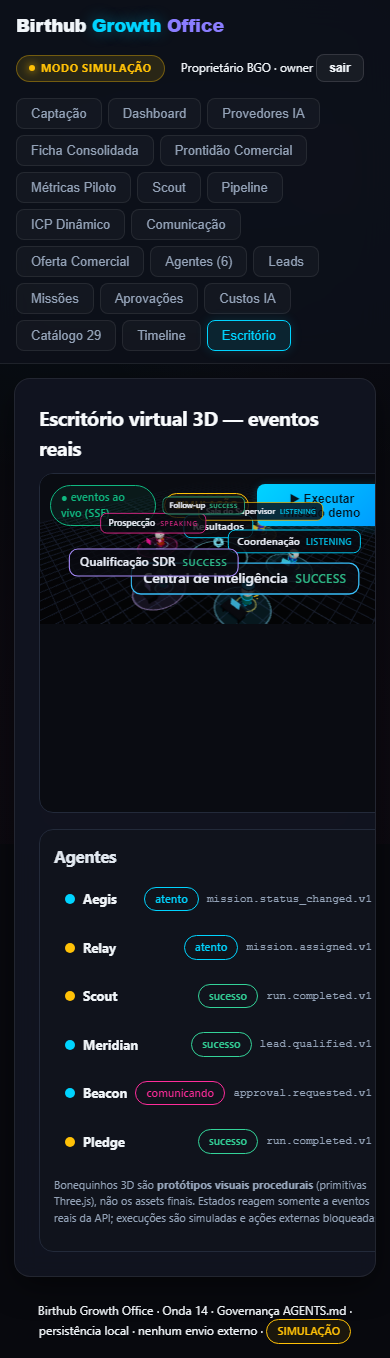 Birthub Growth Office
MODO SIMULAÇÃO
Proprietário BGO · owner
sair
Captação
Dashboard
Provedores IA
Ficha Consolidada
Prontidão Comercial
Métricas Piloto
Scout
Pipeline
ICP Dinâmico
Comunicação
Oferta Comercial
Agentes (6)
Leads
Missões
Aprovações
Custos IA
Catálogo 29
Timeline
Escritório
Escritório virtual 3D — eventos
reais
● eventos ao
vivo (SSE)
▶ Executar
demo
Follow-up SUCCESS
LISTENING
Prospecção SPEAKING
Resultados
Coordenação LISTENING
Qualificação SDR SUCCESS
Central de Inteligência SUCCESS
Agentes
Aegis atento mission.status_changed.v1
Relay atento mission.assigned.v1
Scout sucesso run.completed.v1
Meridian sucesso lead.qualified.v1
Beacon comunicando approval.requested.v1
Pledge sucesso run.completed.v1
Bonequinhos 3D são protótipos visuais procedurais (primitivas
Three.js), não os assets finais. Estados reagem somente a eventos
reais da API; execuções são simuladas e ações externas bloqueada
Birthub Growth Office · Onda 14 · Governança AGENTS.md ·
persistência local · nenhum envio externo · SIMULAÇÃO